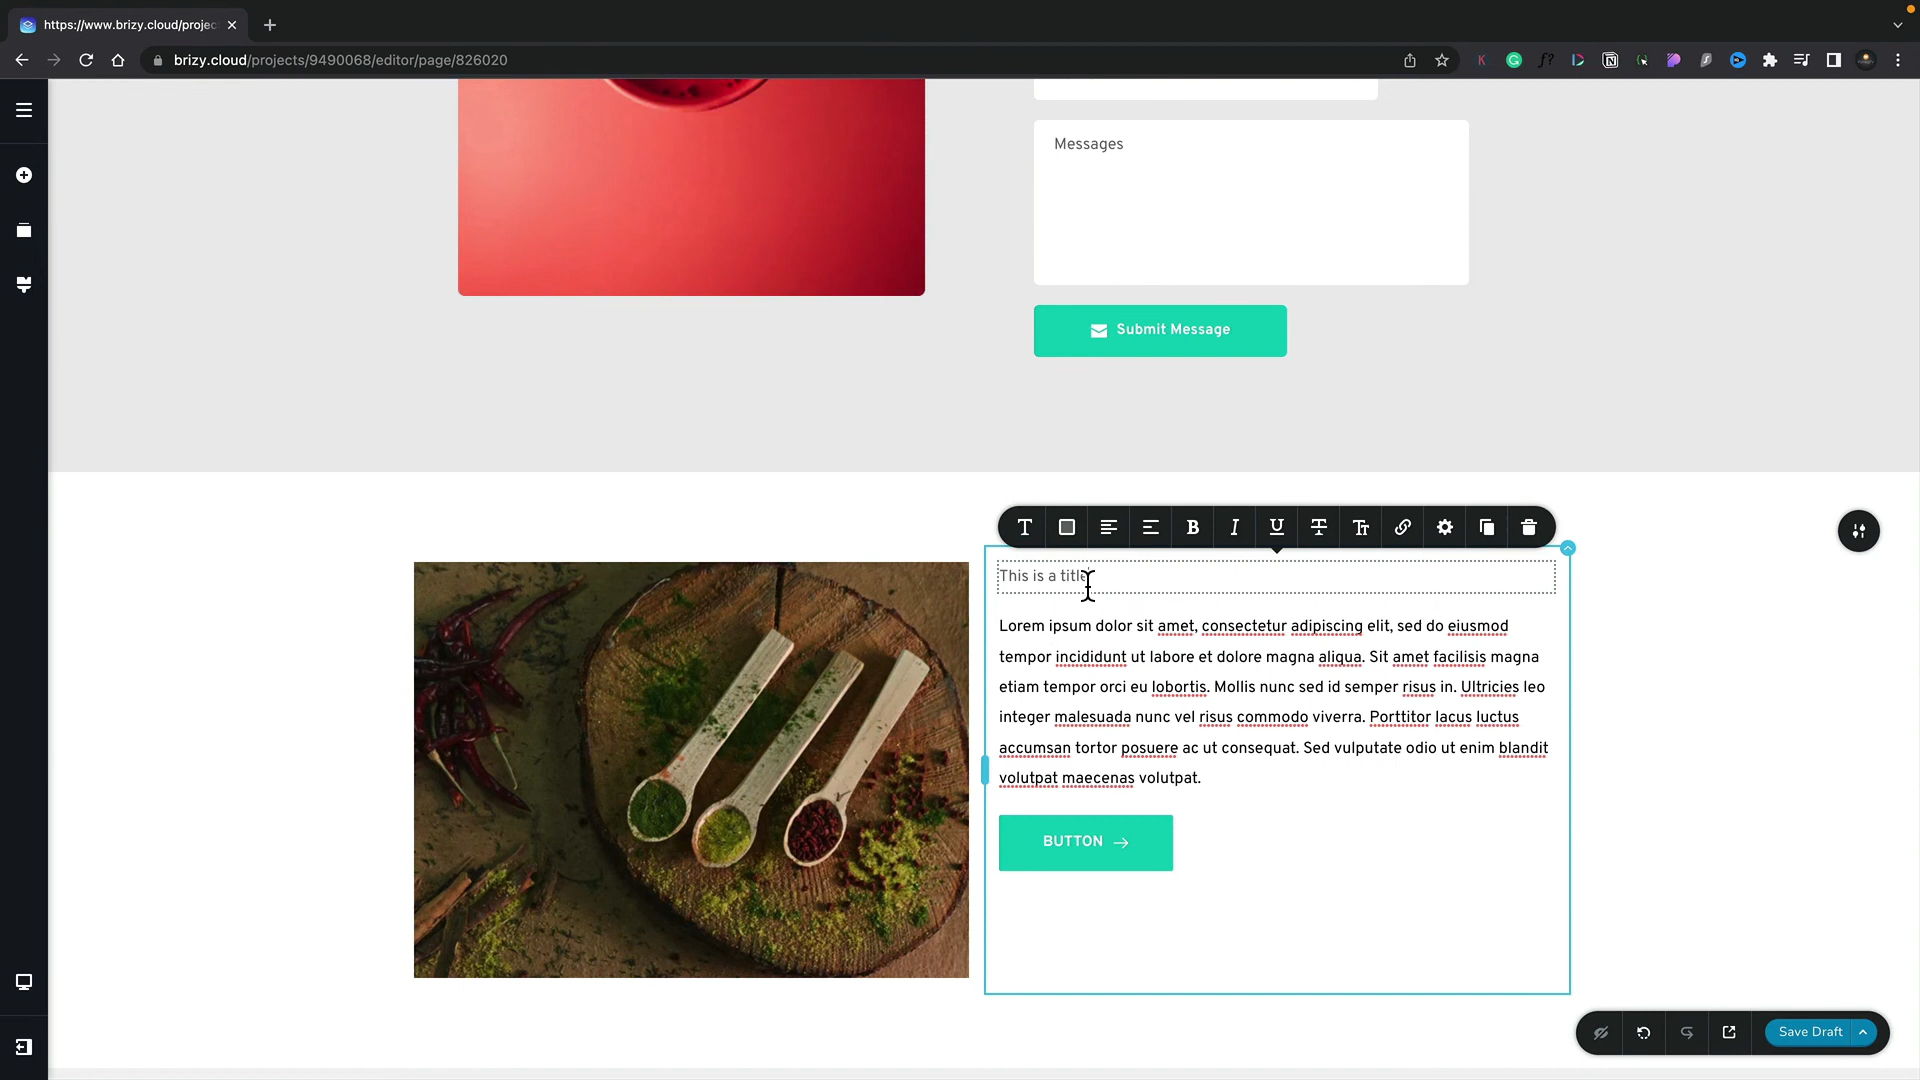 https://www.brizy.cloud/projec
brizy.cloud/projects/9490068/editor/page/826020
Messages
Submit Message
This is a title
Lorem ipsum dolor sit amet, consectetur adipiscing elit, sed do eiusmod
tempor incididunt ut labore et dolore magna aliqua. Sit amet facilisis magna
etiam tempor orci eu lobortis. Mollis nunc sed id semper risus in. Ultricies leo
integer malesuada nunc vel risus commodo viverra. Porttitor lacus luctus
accumsan tortor posuere ac ut consequat. Sed vulputate odio ut enim blandit
volutpat maecenas volutpat.
BUTTON
Save Draft